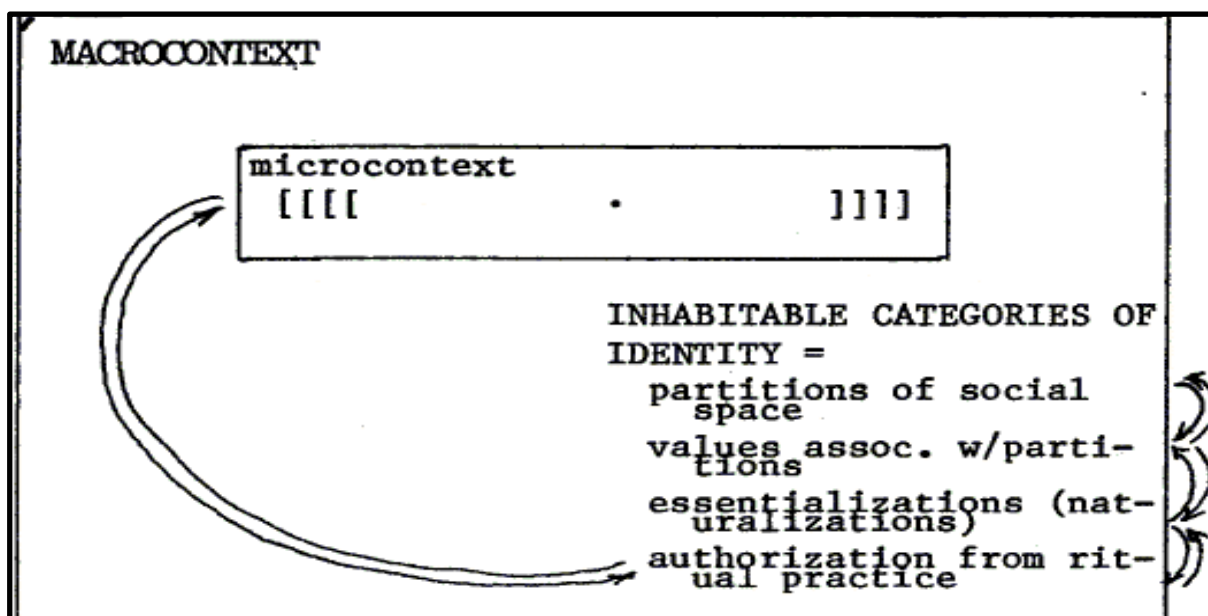 MACROCONTEXT
microcontext
[[[[ · ]]]]
INHABITABLE CATEGORIES OF
IDENTITY =
partitions of social
space
values assoc. w/parti-
tions
essentializations (nat-
uralizations)
authorization from rit-
ual practice